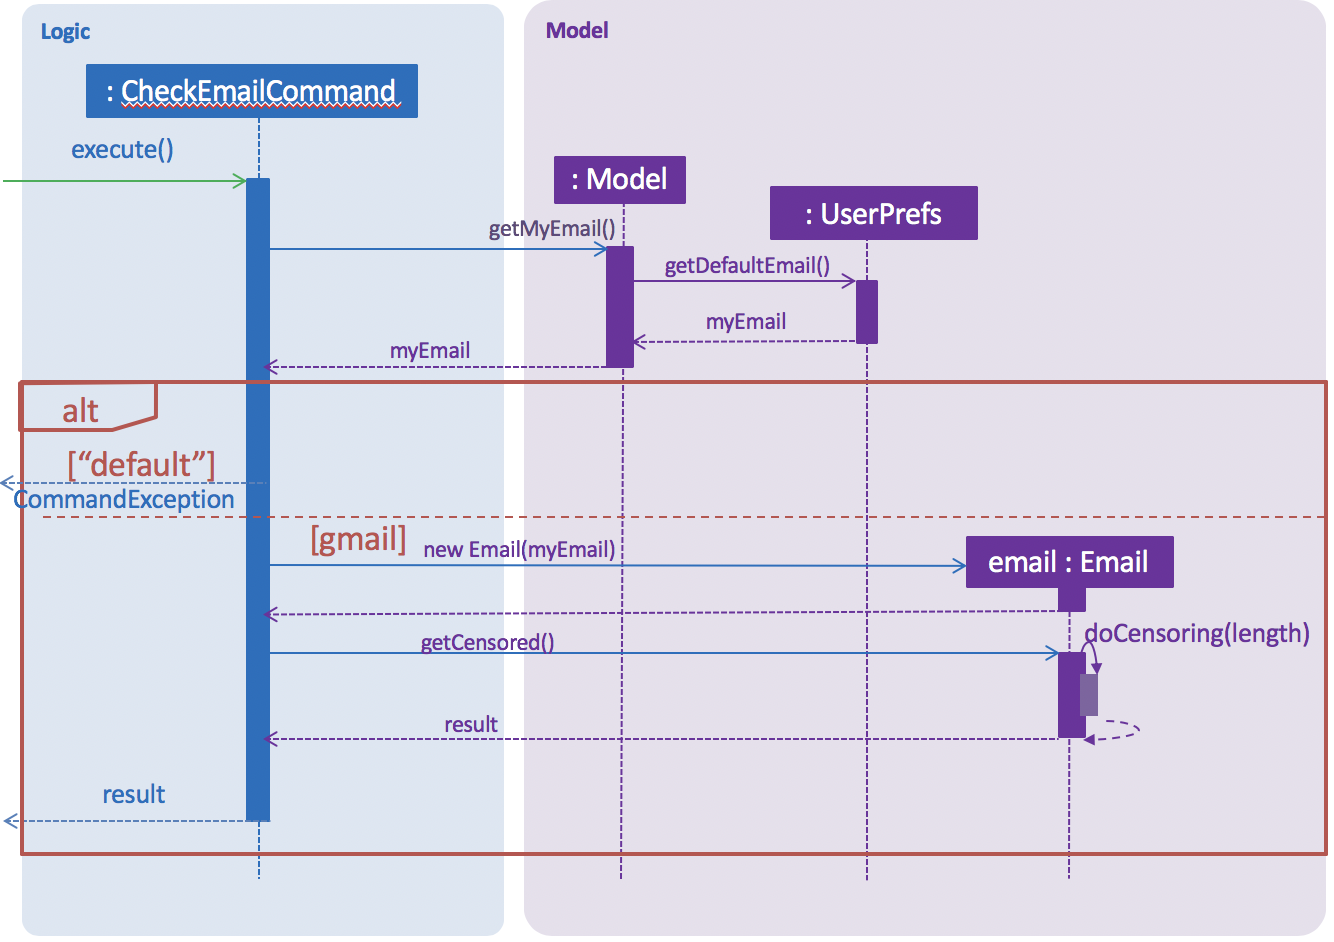 Logic
Model
: CheckEmailCommand
execute()
: Model
: UserPrefs
getMyEmail()
getDefaultEmail()
myEmail
myEmail
alt
[“default”]
CommandException
[gmail]
new Email(myEmail)
email : Email
doCensoring(length)
getCensored()
result
result